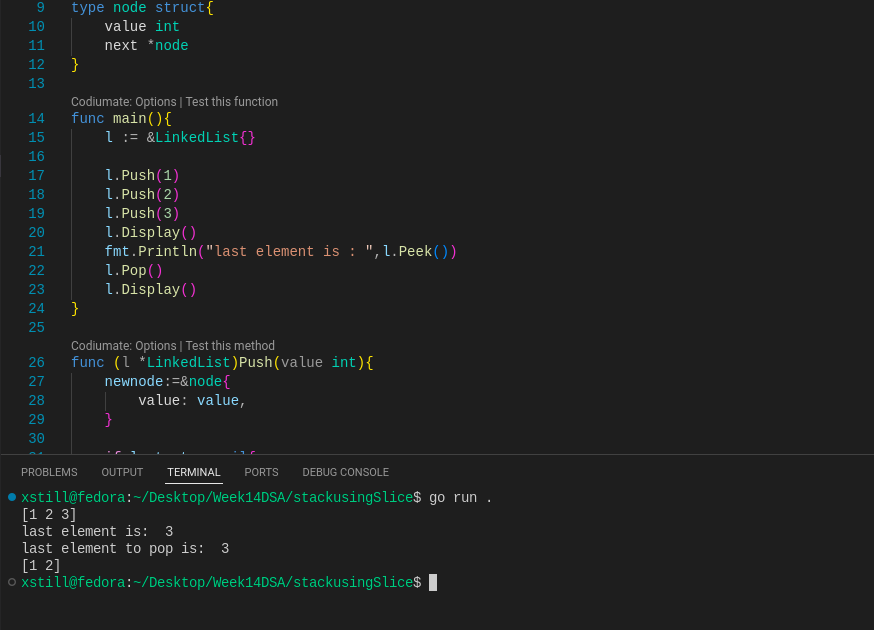 9 type node struct{
10 value int
11 next *node
12 }
13
Codiumate: Options | Test this function
14 func main(){
15 l := &LinkedList{}
16
17 l.Push(1)
18 l.Push(2)
19 l.Push(3)
20 l.Display()
21 fmt.Println("last element is : ",l.Peek())
22 l.Pop()
23 l.Display()
24 }
25
Codiumate: Options | Test this method
26 func (l *LinkedList)Push(value int){
27 newnode:=&node{
28 value: value,
29 }
30
PROBLEMS OUTPUT TERMINAL PORTS DEBUG CONSOLE
xstill@fedora:~/Desktop/Week14DSA/stackusingSlice$ go run .
[1 2 3]
last element is:  3
last element to pop is:  3
[1 2]
xstill@fedora:~/Desktop/Week14DSA/stackusingSlice$